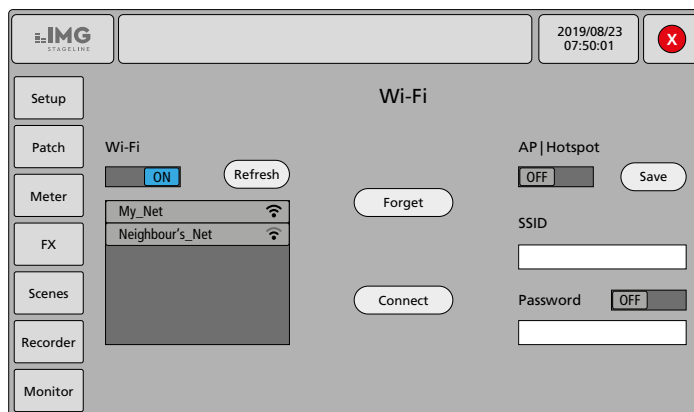 IMG
STAGELINE
2019/08/23
07:50:01
X
Setup
Patch
Meter
FX
Scenes
Recorder
Monitor
Wi-Fi
Wi-Fi
ON
Refresh
My_Net
Neighbour's_Net
Forget
Connect
AP|Hotspot
OFF
Save
SSID
Password
OFF